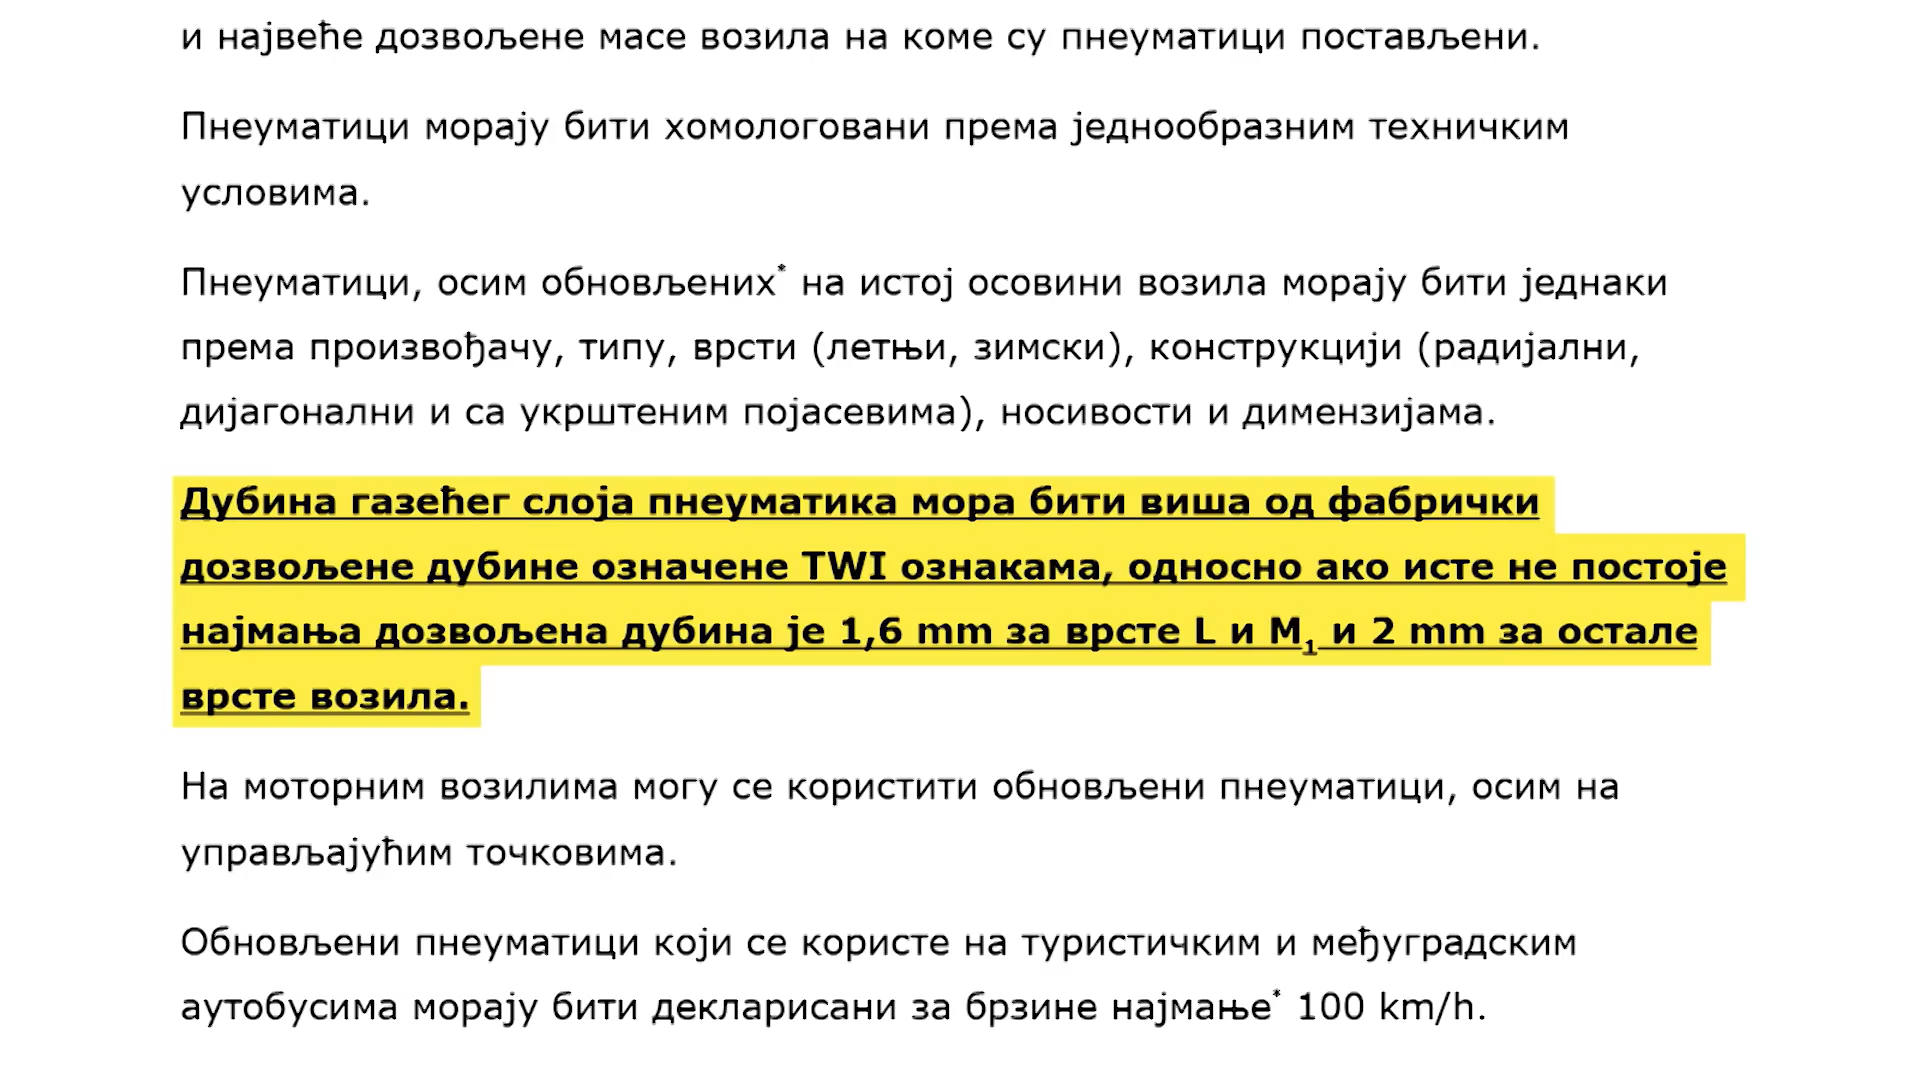 и највеће дозвољене масе возила на коме су пнеуматици постављени.
Пнеуматици морају бити хомологовани према једнообразним техничким
условима.
Пнеуматици, осим обновљених* на истој осовини возила морају бити једнаки
према произвођачу, типу, врсти (летњи, зимски), конструкцији (радијални,
дијагонални и са укрштеним појасевима), носивости и димензијама.
Дубина газећег слоја пнеуматика мора бити виша од фабрички
дозвољене дубине означене TWI ознакама, односно ако исте не постоје
најмања дозвољена дубина је 1,6 mm за врсте L и M₁ и 2 mm за остале
врсте возила.
На моторним возилима могу се користити обновљени пнеуматици, осим на
управљајућим точковима.
Обновљени пнеуматици који се користе на туристичким и међуградским
аутобусима морају бити декларисани за брзине најмање* 100 km/h.